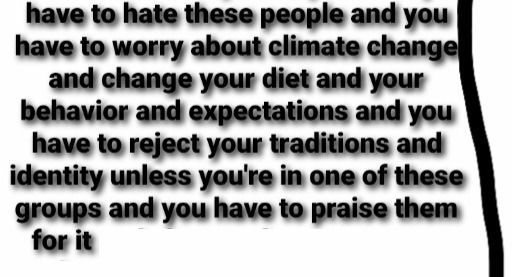 have to hate these people and you
have to worry about climate change
and change your diet and your
behavior and expectations and you
have to reject your traditions and
identity unless you're in one of these
groups and you have to praise them
for it